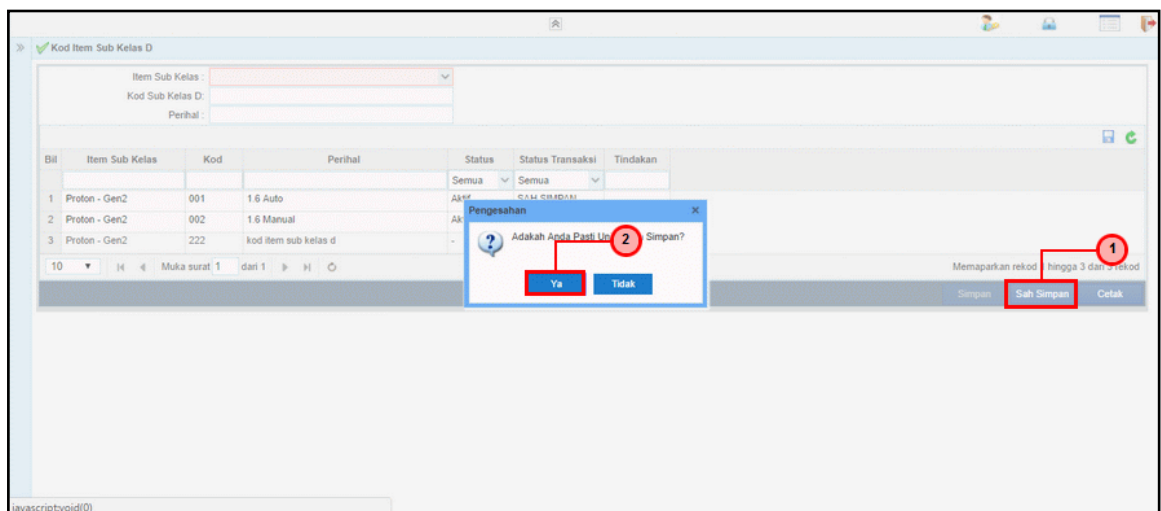 Kod Item Sub Kelas D
Item Sub Kelas :
Kod Sub Kelas D:
Perihal :
Bil Item Sub Kelas Kod Perihal Status Status Transaksi Tindakan
Semua Semua
1 Proton - Gen2 001 1.6 Auto Aktif SAH SIMPAN
2 Proton - Gen2 002 1.6 Manual
3 Proton - Gen2 222 kod item sub kelas d -
Pengesahan
Adakah Anda Pasti Simpan?
2
Ya Tidak
1
10 Muka surat 1 dari 1
Memaparkan rekod hingga 3 dari 3 rekod
Simpan Sah Simpan Cetak
javascript:void(0)